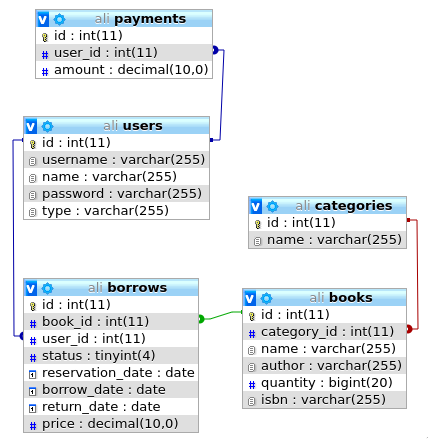 ali payments
id : int(11)
user_id : int(11)
amount : decimal(10,0)
ali users
id : int(11)
username : varchar(255)
name : varchar(255)
password : varchar(255)
type : varchar(255)
ali categories
id : int(11)
name : varchar(255)
ali borrows
id : int(11)
book_id : int(11)
user_id : int(11)
status : tinyint(4)
reservation_date : date
borrow_date : date
return_date : date
price : decimal(10,0)
ali books
id : int(11)
category_id : int(11)
name : varchar(255)
author : varchar(255)
quantity : bigint(20)
isbn : varchar(255)